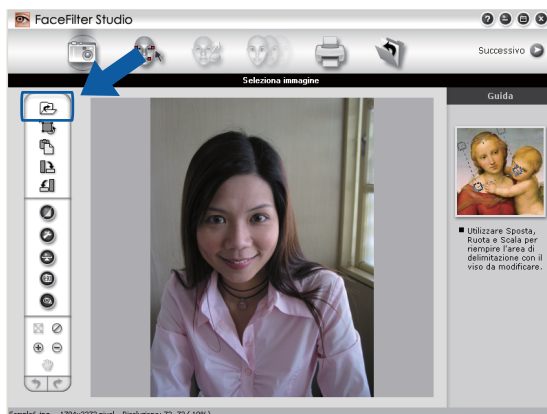 FaceFilter Studio
Successivo
Seleziona immagine
Guida
Utilizzare Sposta,
Ruota e Scala per
riempire l'area di
delimitazione con il
viso da modificare.